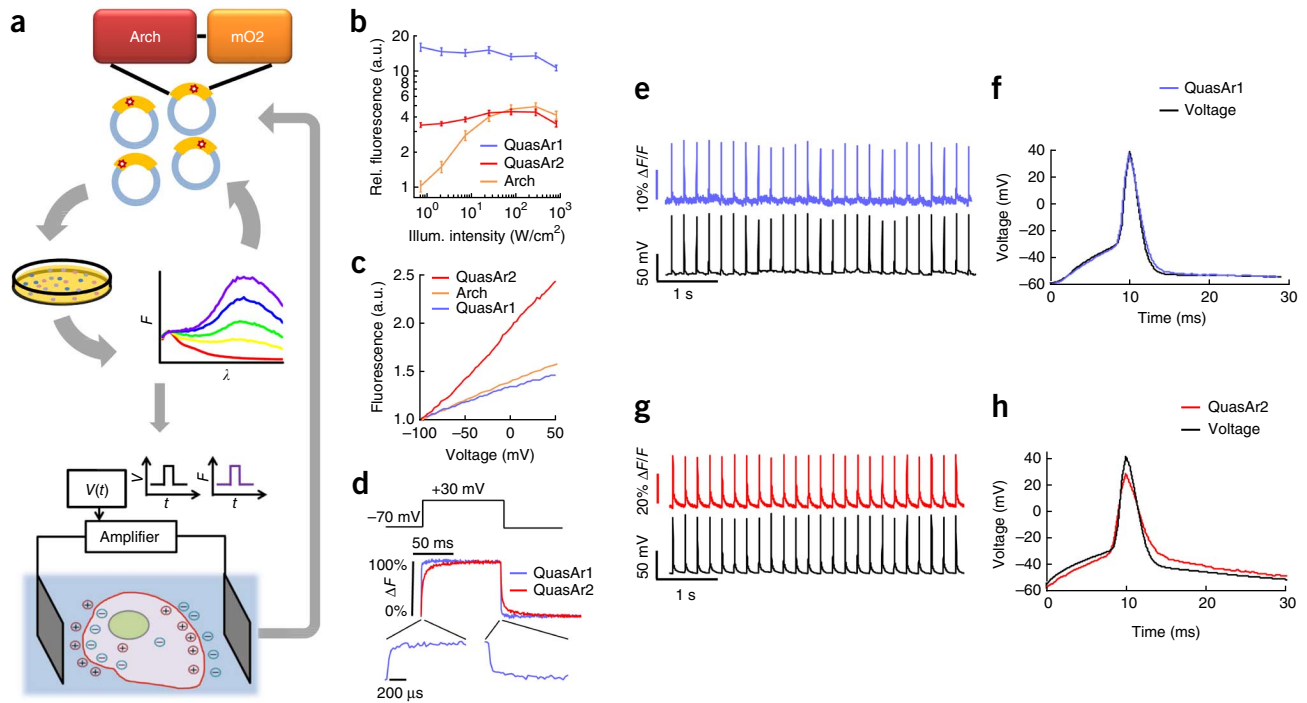 a
Arch
mO2
F
λ
V(t)
V
t
F
t
Amplifier
b
Rel. fluorescence (a.u.)
20
10
8
6
4
2
1
QuasAr1
QuasAr2
Arch
10⁰
10¹
10²
10³
Illum. intensity (W/cm²)
c
Fluorescence (a.u.)
2.5
2.0
1.5
1.0
QuasAr2
Arch
QuasAr1
−100
−50
0
50
Voltage (mV)
d
+30 mV
−70 mV
50 ms
100%
ΔF
0%
QuasAr1
QuasAr2
200 µs
e
10% ΔF/F
50 mV
1 s
f
QuasAr1
Voltage
Voltage (mV)
40
20
0
−20
−40
−60
0
10
20
30
Time (ms)
g
20% ΔF/F
50 mV
1 s
h
QuasAr2
Voltage
Voltage (mV)
40
20
0
−20
−40
−60
0
10
20
30
Time (ms)